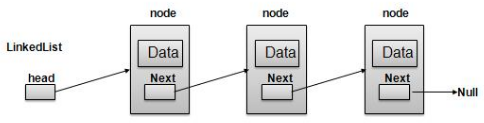 node node node
LinkedList
Data Data Data
head Next Next Next
Null